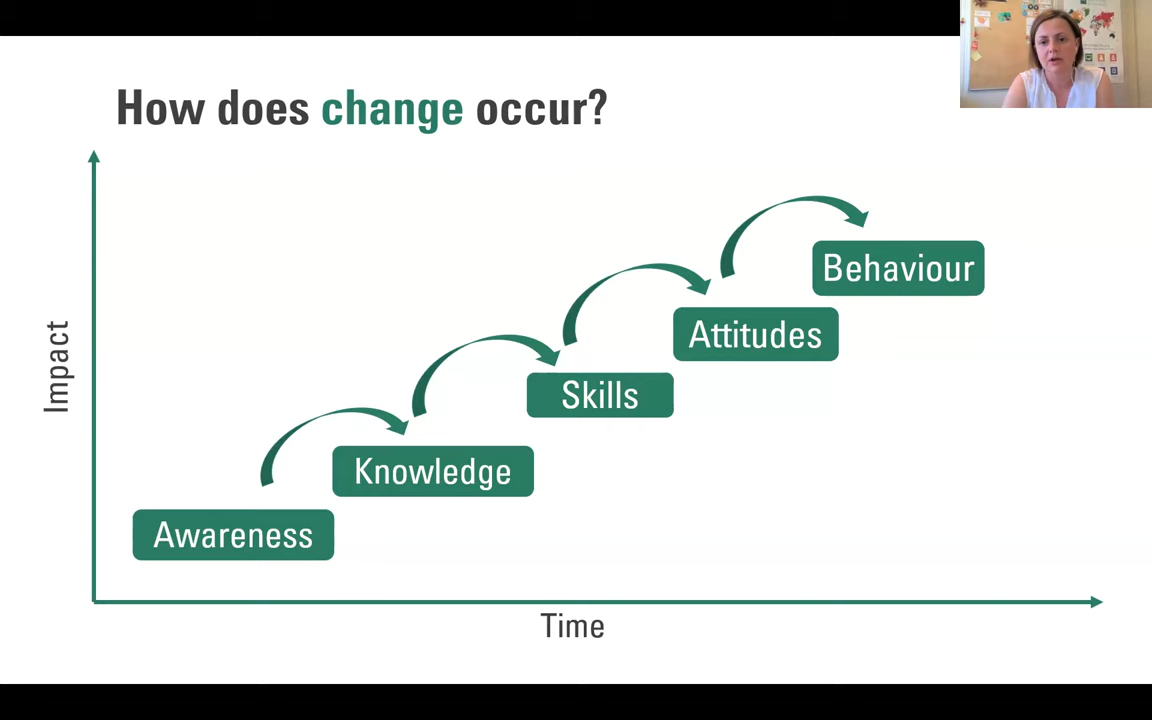 How does change occur?
Behaviour
Attitudes
Skills
Knowledge
Awareness
Impact
Time